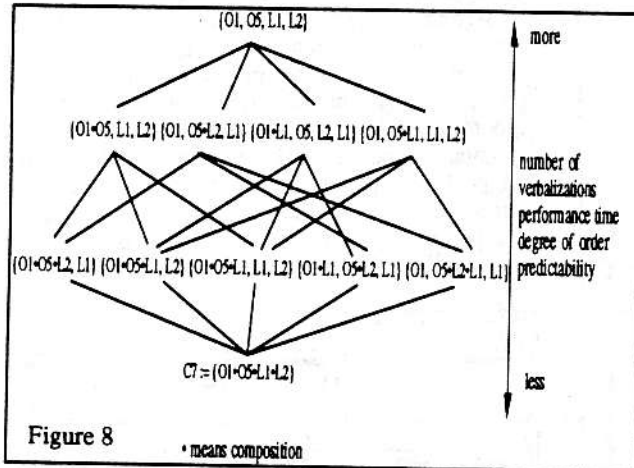 {O1, O5, L1, L2}
more
{O1•O5, L1, L2} {O1, O5•L2, L1} {O1•L1, O5, L2, L1} {O1, O5•L1, L1, L2}
number of
verbalizations
performance time
degree of order
predictability
{O1•O5•L2, L1} {O1•O5•L1, L2} {O1•O5•L1, L1, L2} {O1•L1, O5•L2, L1} {O1, O5•L2•L1, L1}
C7 := {O1•O5•L1•L2}
less
Figure 8
• means composition